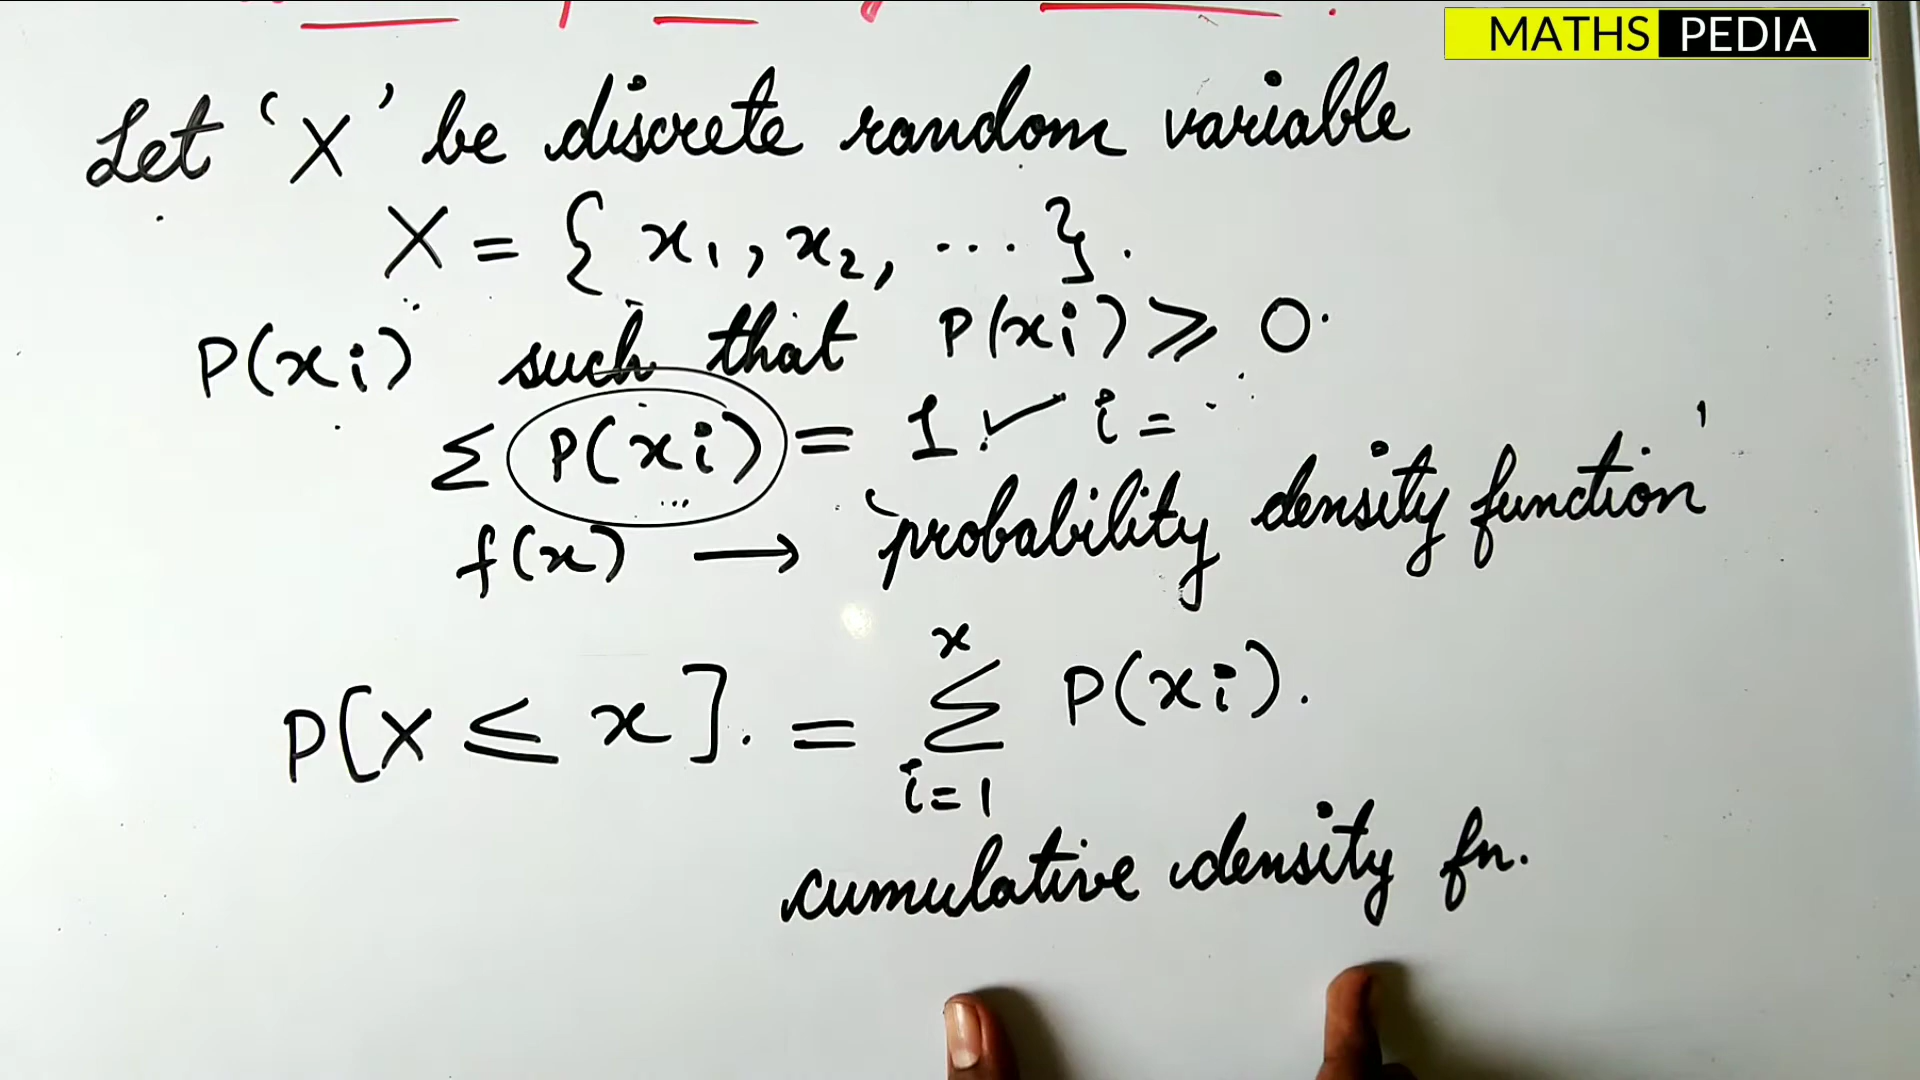 MATHS PEDIA
Let 'X' be discrete random variable
X = { x₁, x₂, ... }.
P(xi) such that P(xi) ⩾ 0.
Σ P(xi) = 1 ✓ i =
f(x) → 'probability density function'
P[X ≤ x]. = Σ_{i=1}^{x} P(xi).
cumulative density fn.